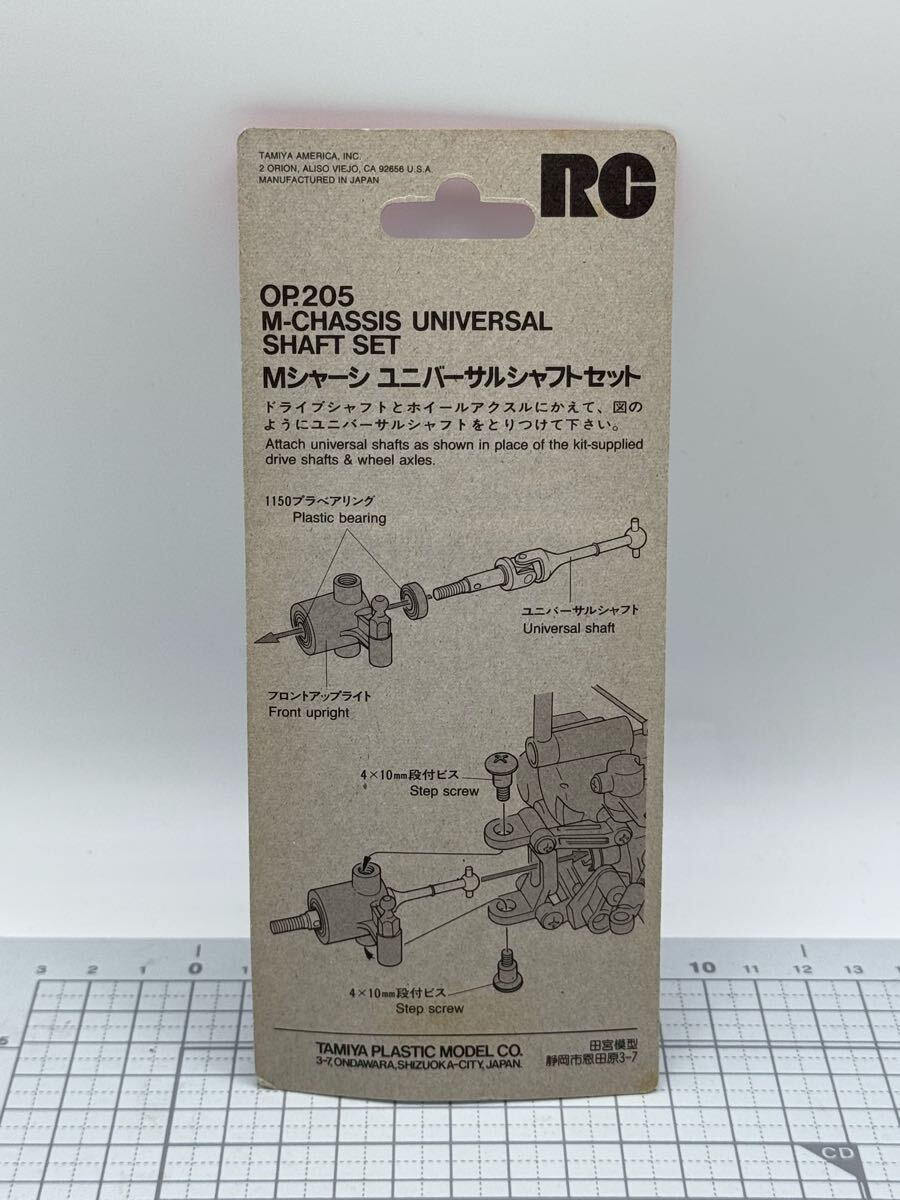 TAMIYA AMERICA, INC.
2 ORION, ALISO VIEJO, CA 92656 U.S.A.
MANUFACTURED IN JAPAN
RC
OP.205
M-CHASSIS UNIVERSAL
SHAFT SET
Mシャーシ ユニバーサルシャフトセット
ドライブシャフトとホイールアクスルにかえて、図の
ようにユニバーサルシャフトをとりつけて下さい。
Attach universal shafts as shown in place of the kit-supplied
drive shafts & wheel axles.
1150プラベアリング
Plastic bearing
ユニバーサルシャフト
Universal shaft
フロントアップライト
Front upright
4×10mm段付ビス
Step screw
4×10mm段付ビス
Step screw
TAMIYA PLASTIC MODEL CO.
3-7, ONDAWARA, SHIZUOKA-CITY, JAPAN.
田宮模型
静岡市恩田原3-7
3 2 1 0 10 11 12 13
CD